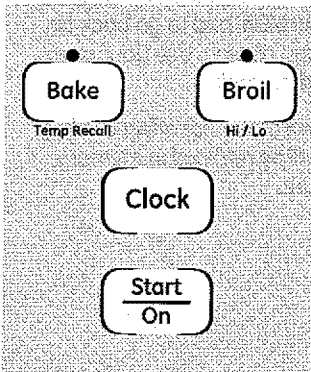 Bake
Broil
Temp Recall
Hi / Lo
Clock
Start
On